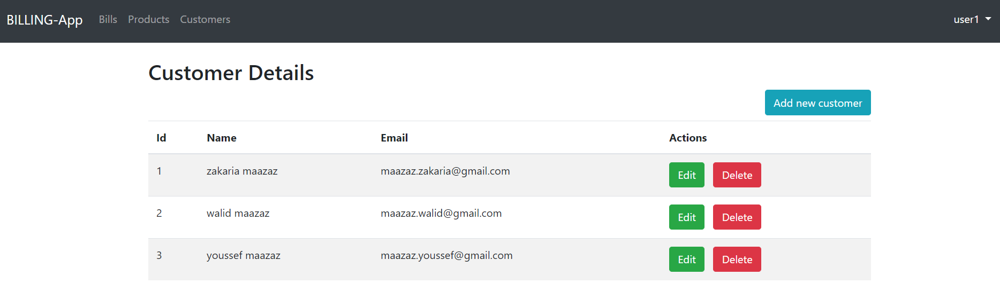 BILLING-App Bills Products Customers user1
Customer Details
Add new customer
Id Name Email Actions
1 zakaria maazaz maazaz.zakaria@gmail.com Edit Delete
2 walid maazaz maazaz.walid@gmail.com Edit Delete
3 youssef maazaz maazaz.youssef@gmail.com Edit Delete